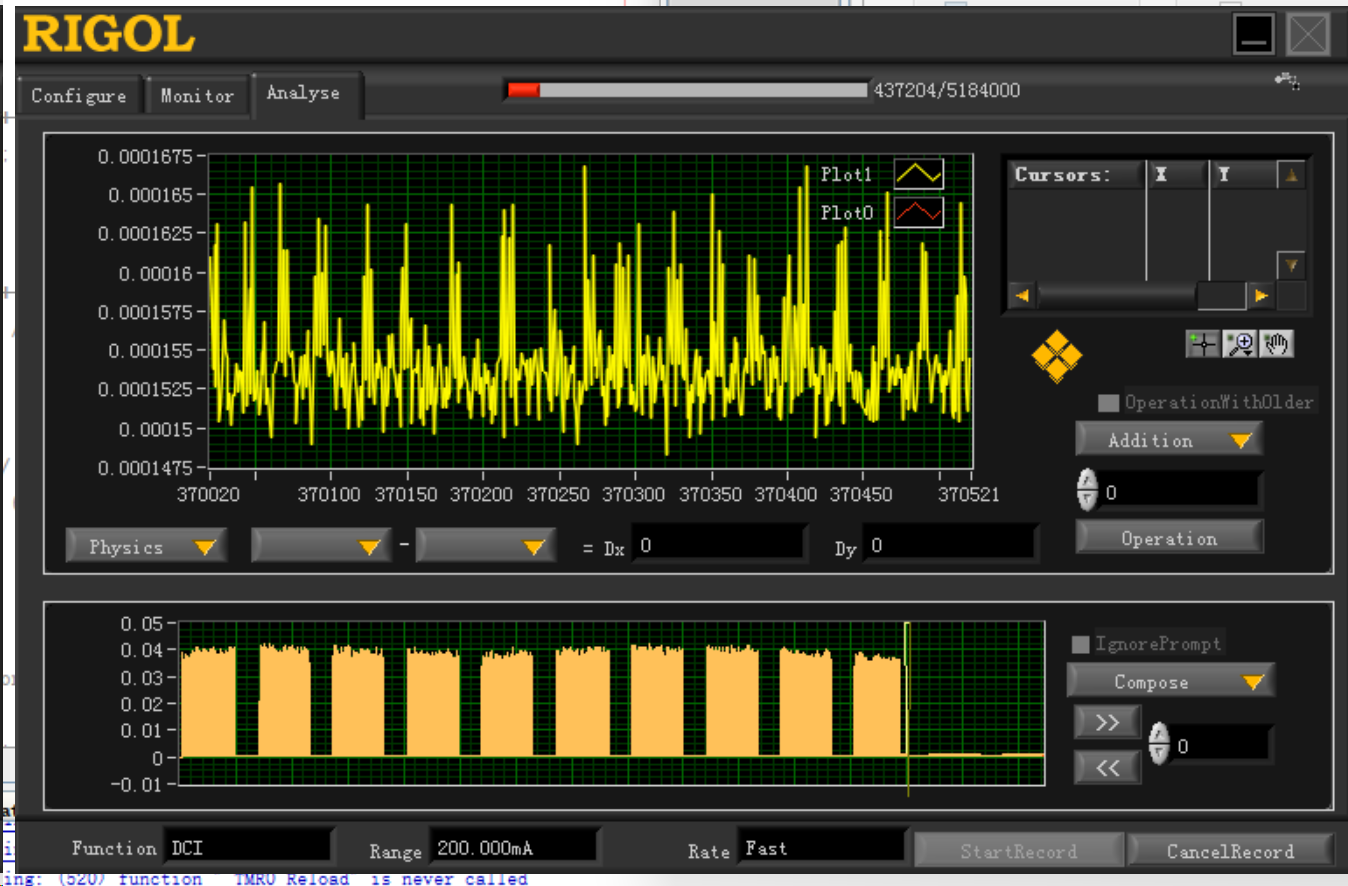 RIGOL
Configure Monitor Analyse 437204/5184000
0.0001675
0.000165
0.0001625
0.00016
0.0001575
0.000155
0.0001525
0.00015
0.0001475
Plot1
Plot0
370020 370100 370150 370200 370250 370300 370350 370400 370450 370521
Cursors: X Y
OperationWithOlder
Addition
0
Operation
Physics - = Dx 0 Dy 0
0.05
0.04
0.03
0.02
0.01
0
-0.01
IgnorePrompt
Compose
>>
0
<<
Function DCI Range 200.000mA Rate Fast StartRecord CancelRecord
ing: (520) function "TMR0 Reload" is never called